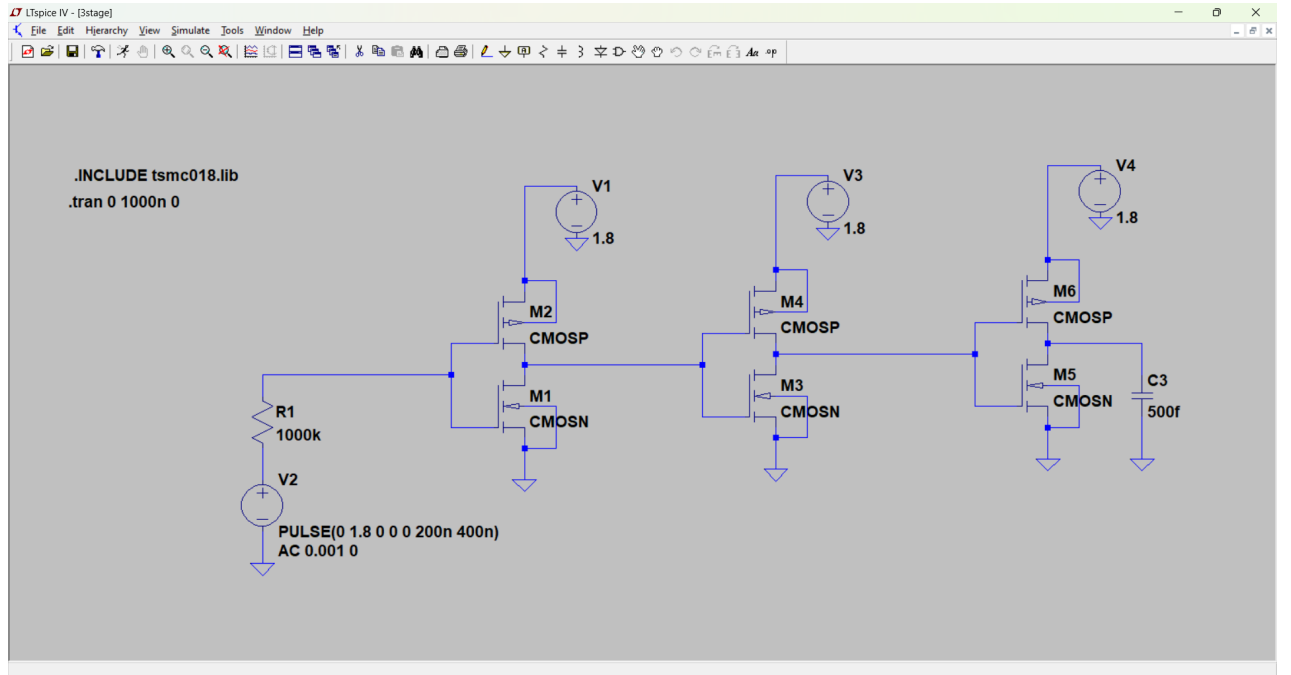 LTspice IV - [3stage]
File Edit Hierarchy View Simulate Tools Window Help
Aa .op
.INCLUDE tsmc018.lib
.tran 0 1000n 0
V1
1.8
V3
1.8
V4
1.8
M2
CMOSP
M4
CMOSP
M6
CMOSP
M1
CMOSN
M3
CMOSN
M5
CMOSN
C3
500f
R1
1000k
V2
PULSE(0 1.8 0 0 0 200n 400n)
AC 0.001 0